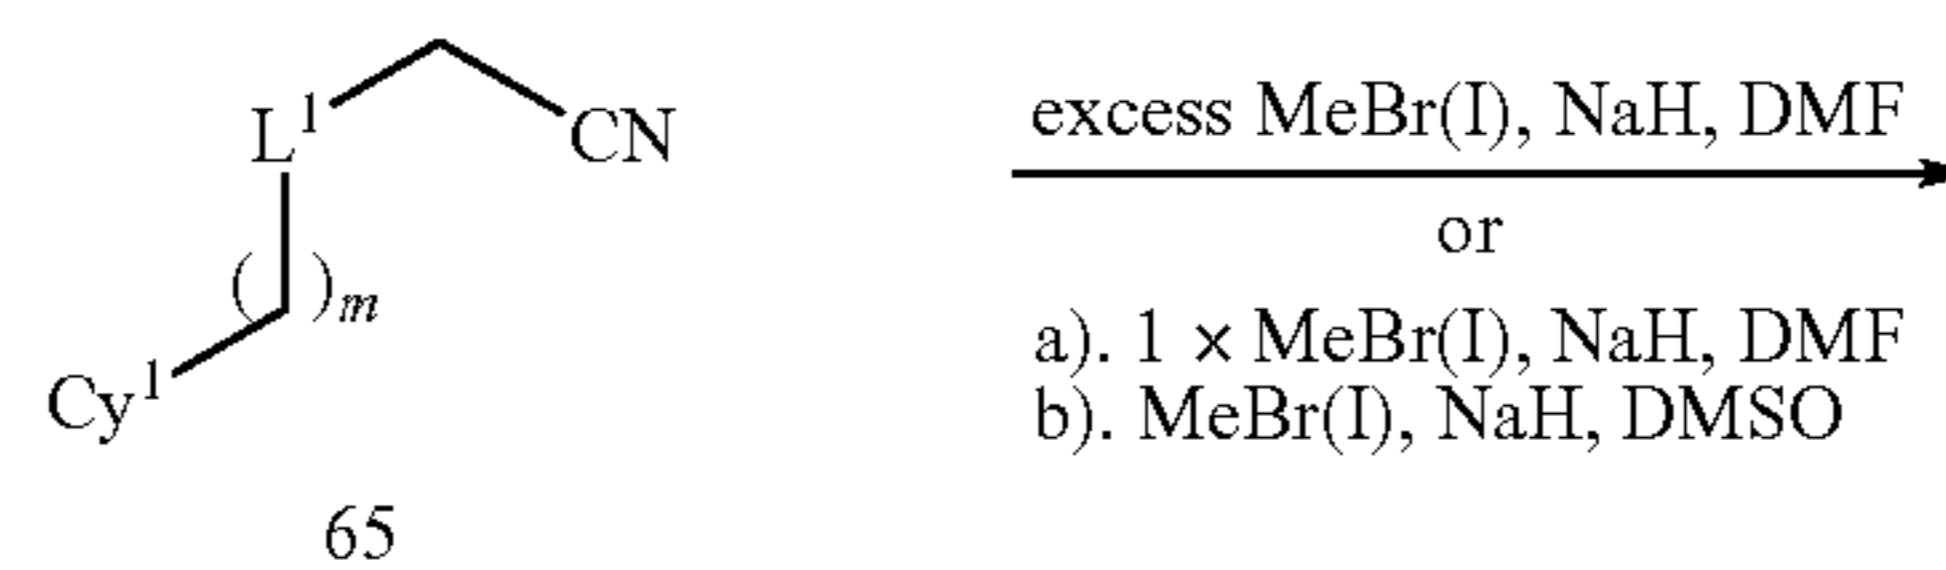 L¹
CN
( )m
Cy¹
65
excess MeBr(I), NaH, DMF
or
a). 1 × MeBr(I), NaH, DMF
b). MeBr(I), NaH, DMSO